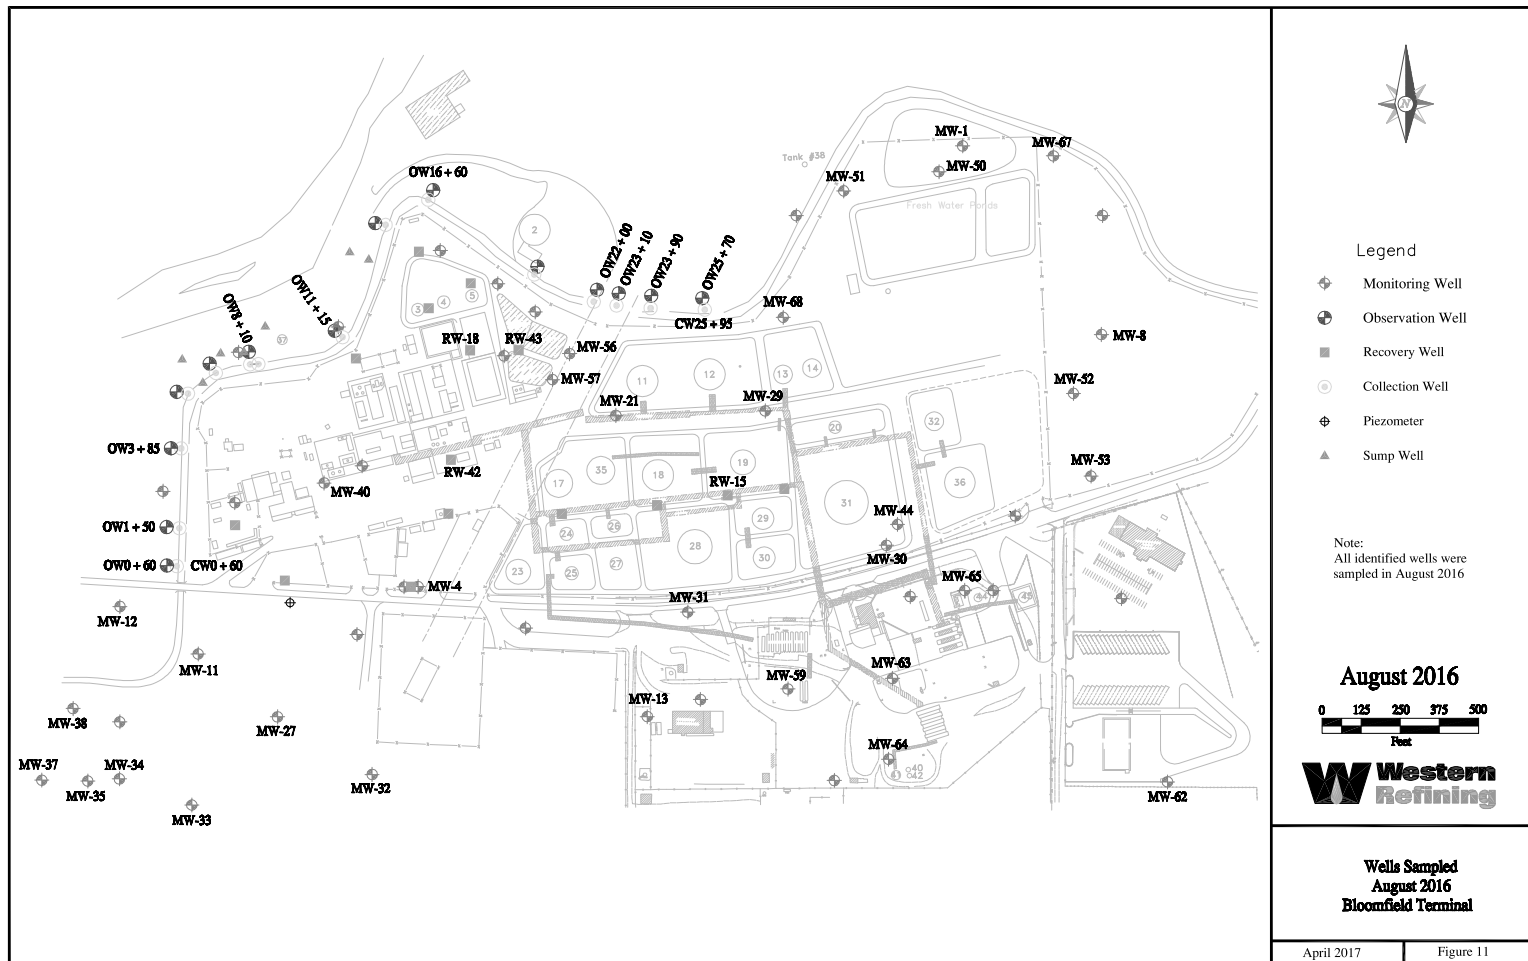 MW-1
MW-67
Tank #38
MW-50
OW16 + 60
MW-51
Fresh Water Ponds
2
OW22 + 00
OW23 + 10
OW23 + 90
OW25 + 70
OW11 + 15
OW8 + 10
3
4
5
37
CW25 + 95
MW-68
MW-8
RW-18
RW-43
MW-56
MW-57
11
12
13
14
MW-52
MW-21
MW-29
20
32
OW3 + 85
RW-42
MW-40
17
35
18
19
RW-15
31
36
MW-53
OW1 + 50
24
26
29
MW-44
28
30
MW-30
OW0 + 60
CW0 + 60
23
25
27
MW-4
MW-65
44
45
MW-12
MW-31
MW-11
MW-63
MW-59
MW-38
MW-27
MW-13
MW-37
MW-34
MW-35
MW-32
MW-64
40
42
MW-62
MW-33
N
Legend
Monitoring Well
Observation Well
Recovery Well
Collection Well
Piezometer
Sump Well
Note:
All identified wells were
sampled in August 2016
August 2016
0 125 250 375 500
Feet
Western
Refining
Wells Sampled
August 2016
Bloomfield Terminal
April 2017
Figure 11